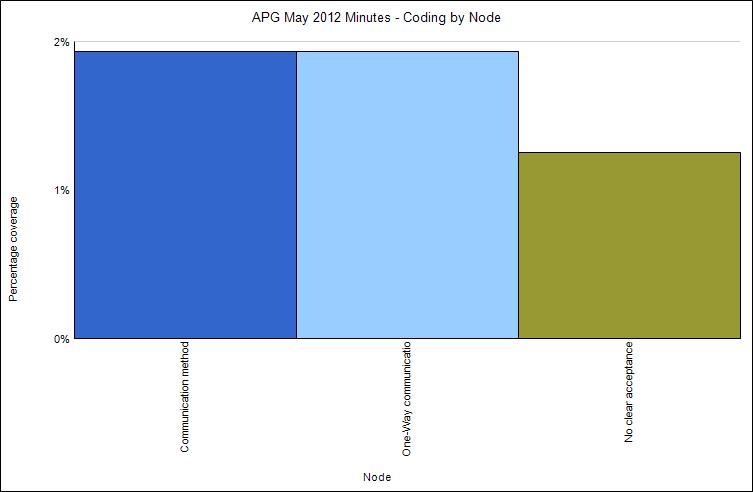 APG May 2012 Minutes - Coding by Node
2%
1%
0%
Percentage coverage
Communication method
One-Way communicatio
No clear acceptance
Node